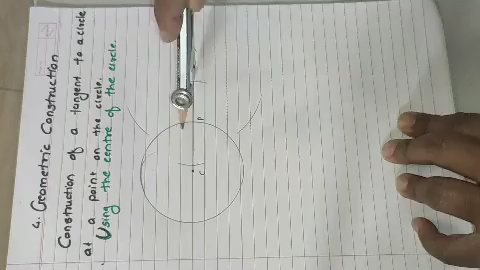 4. Geometric Construction
Construction of a tangent to a circle
at a point on the circle.
Using the centre of the circle.
P
C